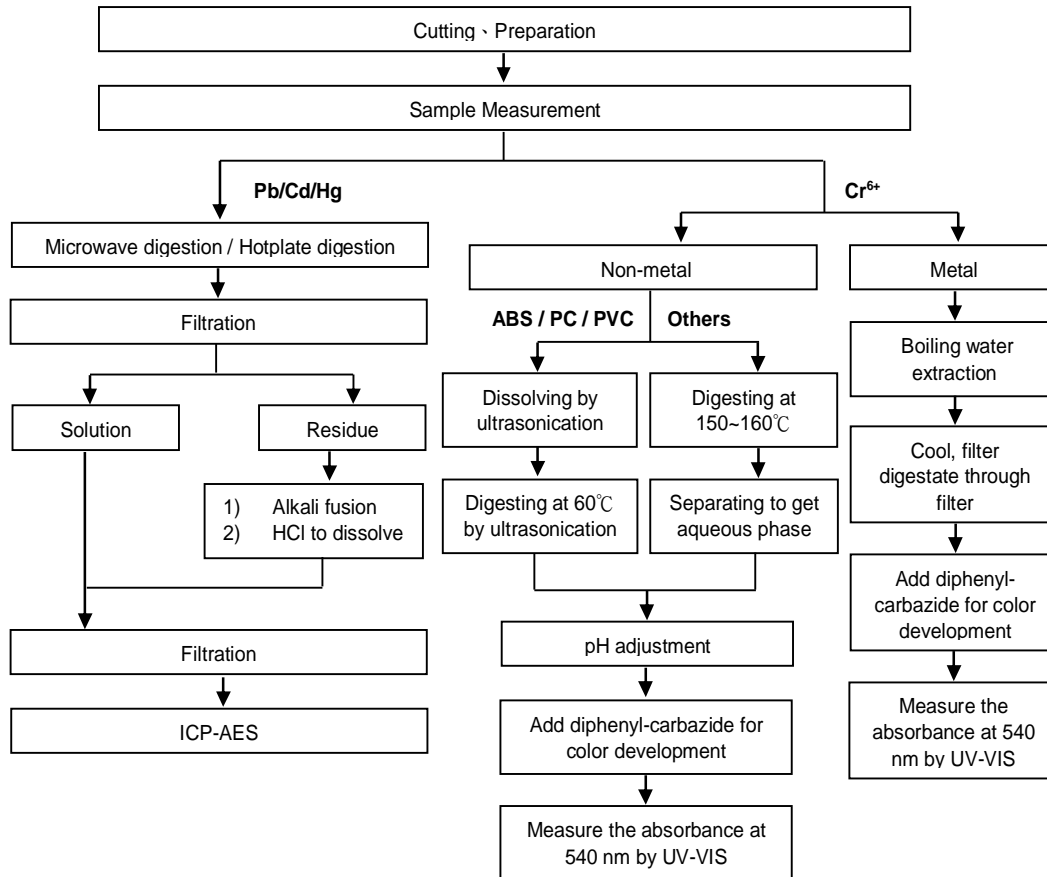 Cutting、Preparation
Sample Measurement
Pb/Cd/Hg
Cr⁶⁺
Microwave digestion / Hotplate digestion
Filtration
Solution
Residue
1) Alkali fusion
2) HCl to dissolve
Filtration
ICP-AES
Non-metal
ABS / PC / PVC
Others
Dissolving by
ultrasonication
Digesting at 60℃
by ultrasonication
Digesting at
150~160℃
Separating to get
aqueous phase
pH adjustment
Add diphenyl-carbazide for
color development
Measure the absorbance at
540 nm by UV-VIS
Metal
Boiling water
extraction
Cool, filter
digestate through
filter
Add diphenyl-
carbazide for color
development
Measure the
absorbance at 540
nm by UV-VIS